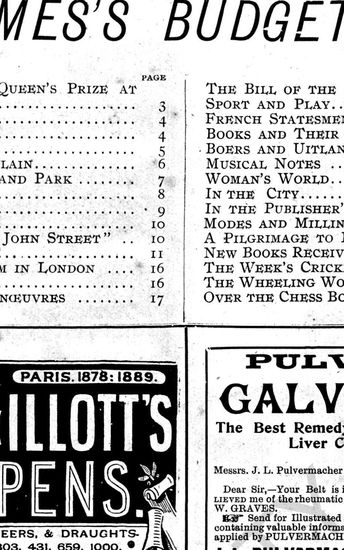 MES'S BUDGET
PAGE
QUEEN'S PRIZE AT
3
4
4
5
LAIN 6
AND PARK 7
8
9
10
JOHN STREET" .. 10
11
M IN LONDON 16
16
NŒUVRES 17
THE BILL OF THE
SPORT AND PLAY
FRENCH STATESMEN
BOOKS AND THEIR
BOERS AND UITLAN
MUSICAL NOTES
WOMAN'S WORLD
IN THE CITY
IN THE PUBLISHER'
MODES AND MILLIN
A PILGRIMAGE TO
NEW BOOKS RECEIV
THE WEEK'S CRICK
THE WHEELING WO
OVER THE CHESS BO
PARIS. 1878: 1889.
ILLOTT'S
PENS.
EERS, & DRAUGHTS-
303, 431, 659, 1000.
PULV
GALV
The Best Remedy
Liver C
Messrs. J. L. Pulvermacher
Dear Sir,—Your Belt is i
LIEVED me of the rheumatic
W. GRAVES.
Send for Illustrated
containing valuable informa
applied by PULVERMACH